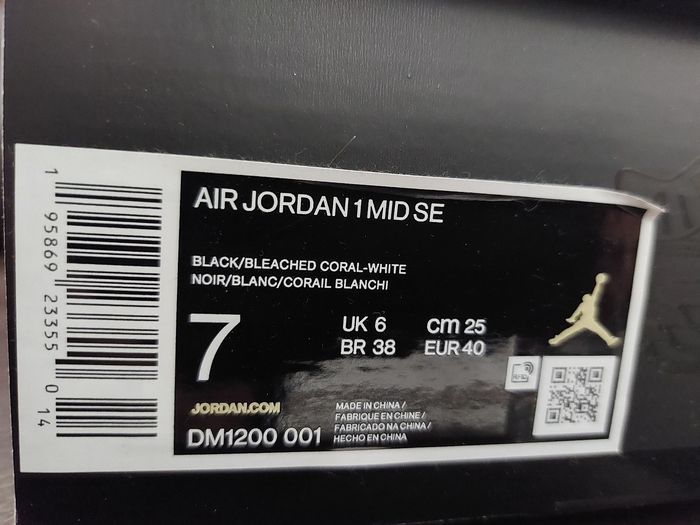 1 95869 23355 0 14
AIR JORDAN 1 MID SE
BLACK/BLEACHED CORAL-WHITE
NOIR/BLANC/CORAIL BLANCHI
7
UK 6 cm 25
BR 38 EUR 40
RFID
JORDAN.COM
DM1200 001
MADE IN CHINA /
FABRIQUE EN CHINE /
FABRICADO NA CHINA /
HECHO EN CHINA